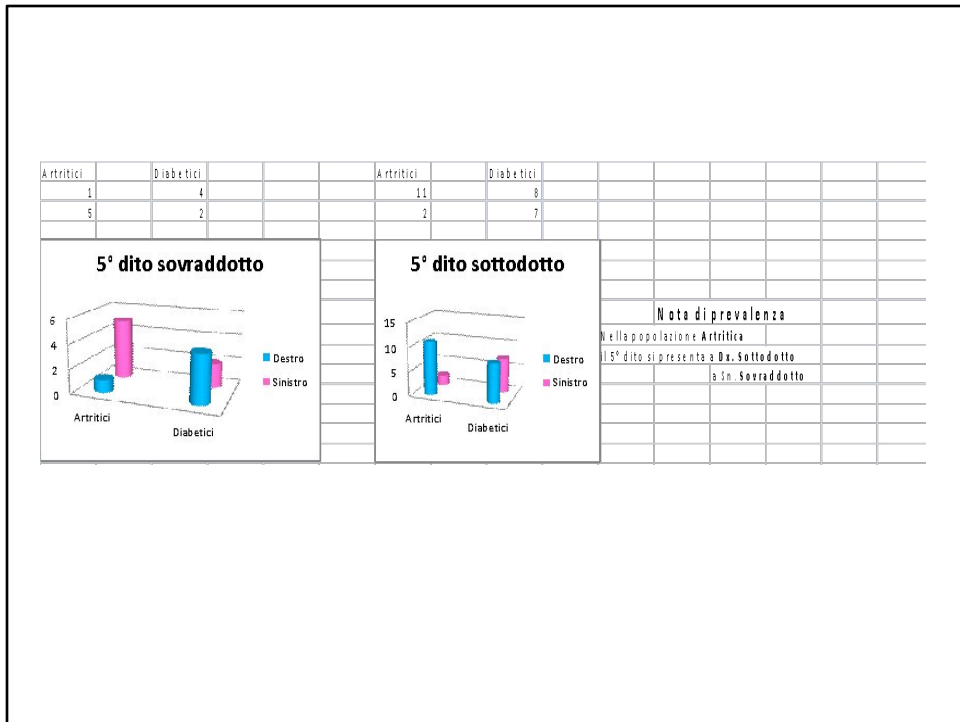 Artritici Diabetici Artritici Diabetici
1 4 11 8
5 2 2 7
5° dito sovraddotto
6
4
2
0
Artritici
Diabetici
Destro
Sinistro
5° dito sottodotto
15
10
5
0
Artritici
Diabetici
Destro
Sinistro
Nota di prevalenza
Nella popolazione Artritica
il 5° dito si presenta a Dx. Sottodotto
a Sn. Sovraddotto